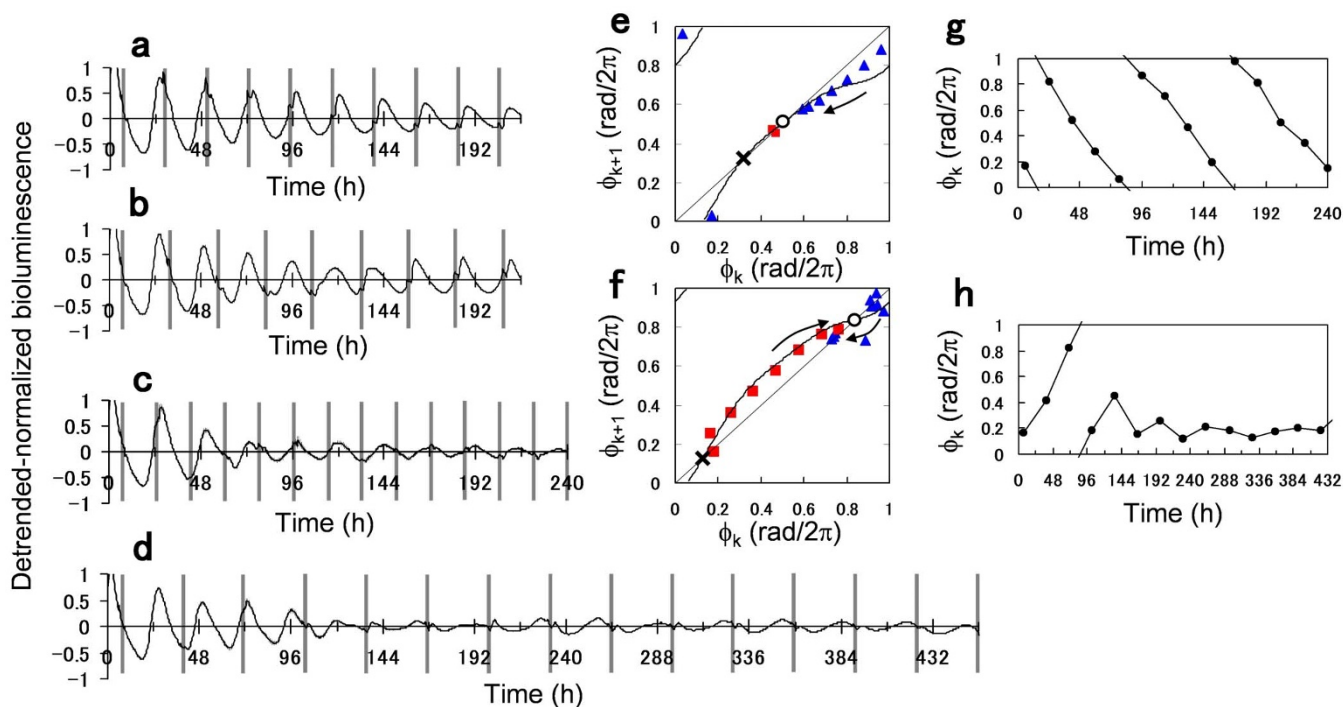 Detrended-normalized bioluminescence
a
1
0.5
0
−0.5
−1
0 48 96 144 192
Time (h)
b
1
0.5
0
−0.5
−1
0 48 96 144 192
Time (h)
c
1
0.5
0
−0.5
−1
0 48 96 144 192 240
Time (h)
d
1
0.5
0
−0.5
−1
0 48 96 144 192 240 288 336 384 432
Time (h)
e
ϕk+1 (rad/2π)
1
0.8
0.6
0.4
0.2
0
0 0.2 0.4 0.6 0.8 1
ϕk (rad/2π)
f
ϕk+1 (rad/2π)
1
0.8
0.6
0.4
0.2
0
0 0.2 0.4 0.6 0.8 1
ϕk (rad/2π)
g
ϕk (rad/2π)
1
0.8
0.6
0.4
0.2
0
0 48 96 144 192 240
Time (h)
h
ϕk (rad/2π)
1
0.8
0.6
0.4
0.2
0
0 48 96 144 192 240 288 336 384 432
Time (h)